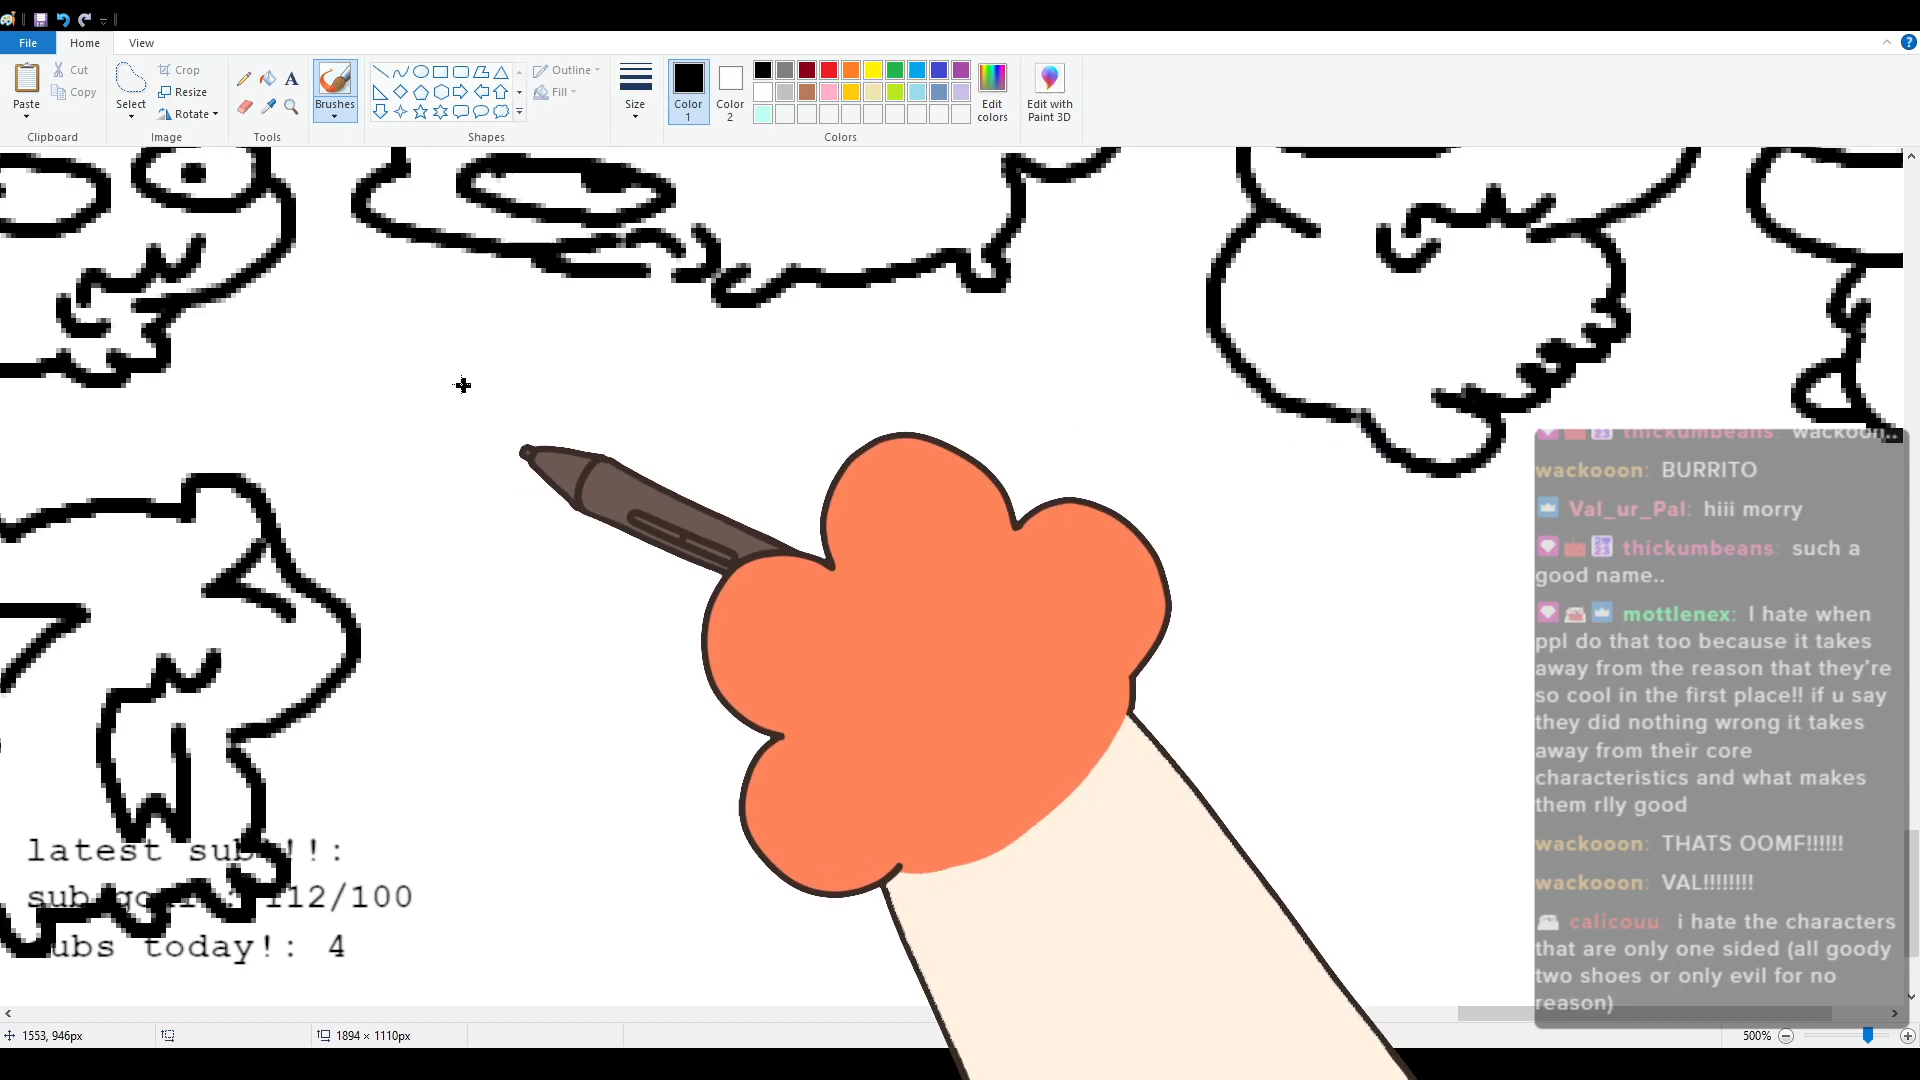 File Home View
Paste Cut Copy Select Crop Resize Rotate A Brushes Outline Fill Size Color 1 Color 2 Edit colors Edit with Paint 3D
Clipboard Image Tools Shapes Colors
thickumbeans: wackoon..
wackooon: BURRITO
Val_ur_Pal: hiii morry
thickumbeans: such a
good name..
mottlenex: I hate when
ppl do that too because it takes
away from the reason that they're
so cool in the first place!! if u say
they did nothing wrong it takes
away from their core
characteristics and what makes
them rlly good
wackooon: THATS OOMF!!!!!!
wackooon: VAL!!!!!!!!
calicouu: i hate the characters
that are only one sided (all goody
two shoes or only evil for no
reason)
latest sub!!!:
112/100
subs today!: 4
1553, 946px 1894 × 1110px 500%